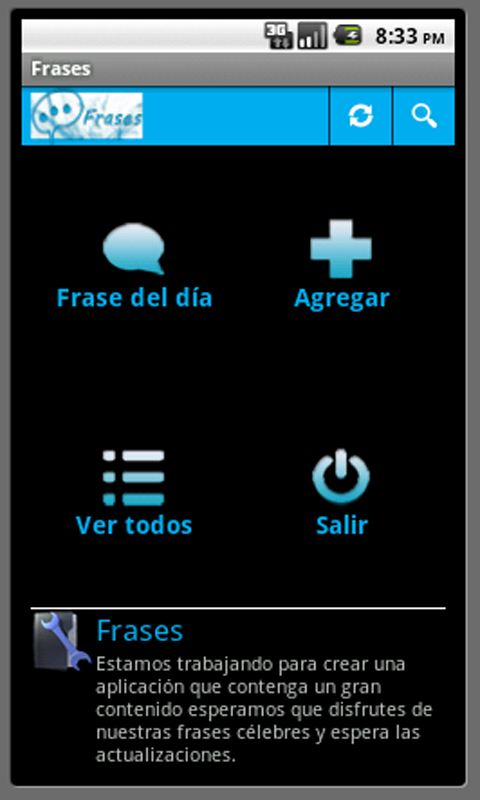 3G 8:33 PM
Frases
Frases
Frase del día Agregar
Ver todos Salir
Frases
Estamos trabajando para crear una
aplicación que contenga un gran
contenido esperamos que disfrutes de
nuestras frases célebres y espera las
actualizaciones.